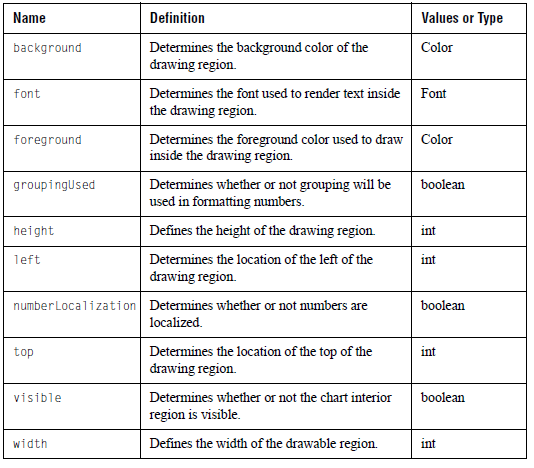 Name Definition Values or Type
background Determines the background color of the Color
drawing region.
font Determines the font used to render text inside Font
the drawing region.
foreground Determines the foreground color used to draw Color
inside the drawing region.
groupingUsed Determines whether or not grouping will be boolean
used in formatting numbers.
height Defines the height of the drawing region. int
left Determines the location of the left of the int
drawing region.
numberLocalization Determines whether or not numbers are boolean
localized.
top Determines the location of the top of the int
drawing region.
visible Determines whether or not the chart interior boolean
region is visible.
width Defines the width of the drawable region. int